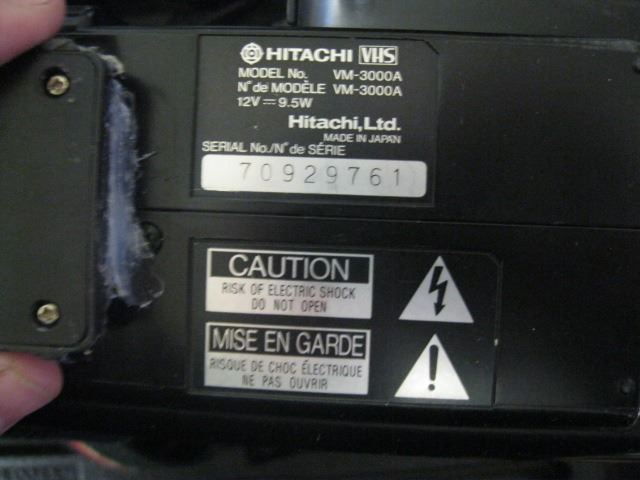 HITACHI VHS
MODEL No. VM-3000A
N° de MODÈLE VM-3000A
12V ⎓ 9.5W
Hitachi, Ltd.
MADE IN JAPAN
SERIAL No./N° de SÉRIE
70929761
CAUTION
RISK OF ELECTRIC SHOCK
DO NOT OPEN
MISE EN GARDE
RISQUE DE CHOC ÉLECTRIQUE
NE PAS OUVRIR